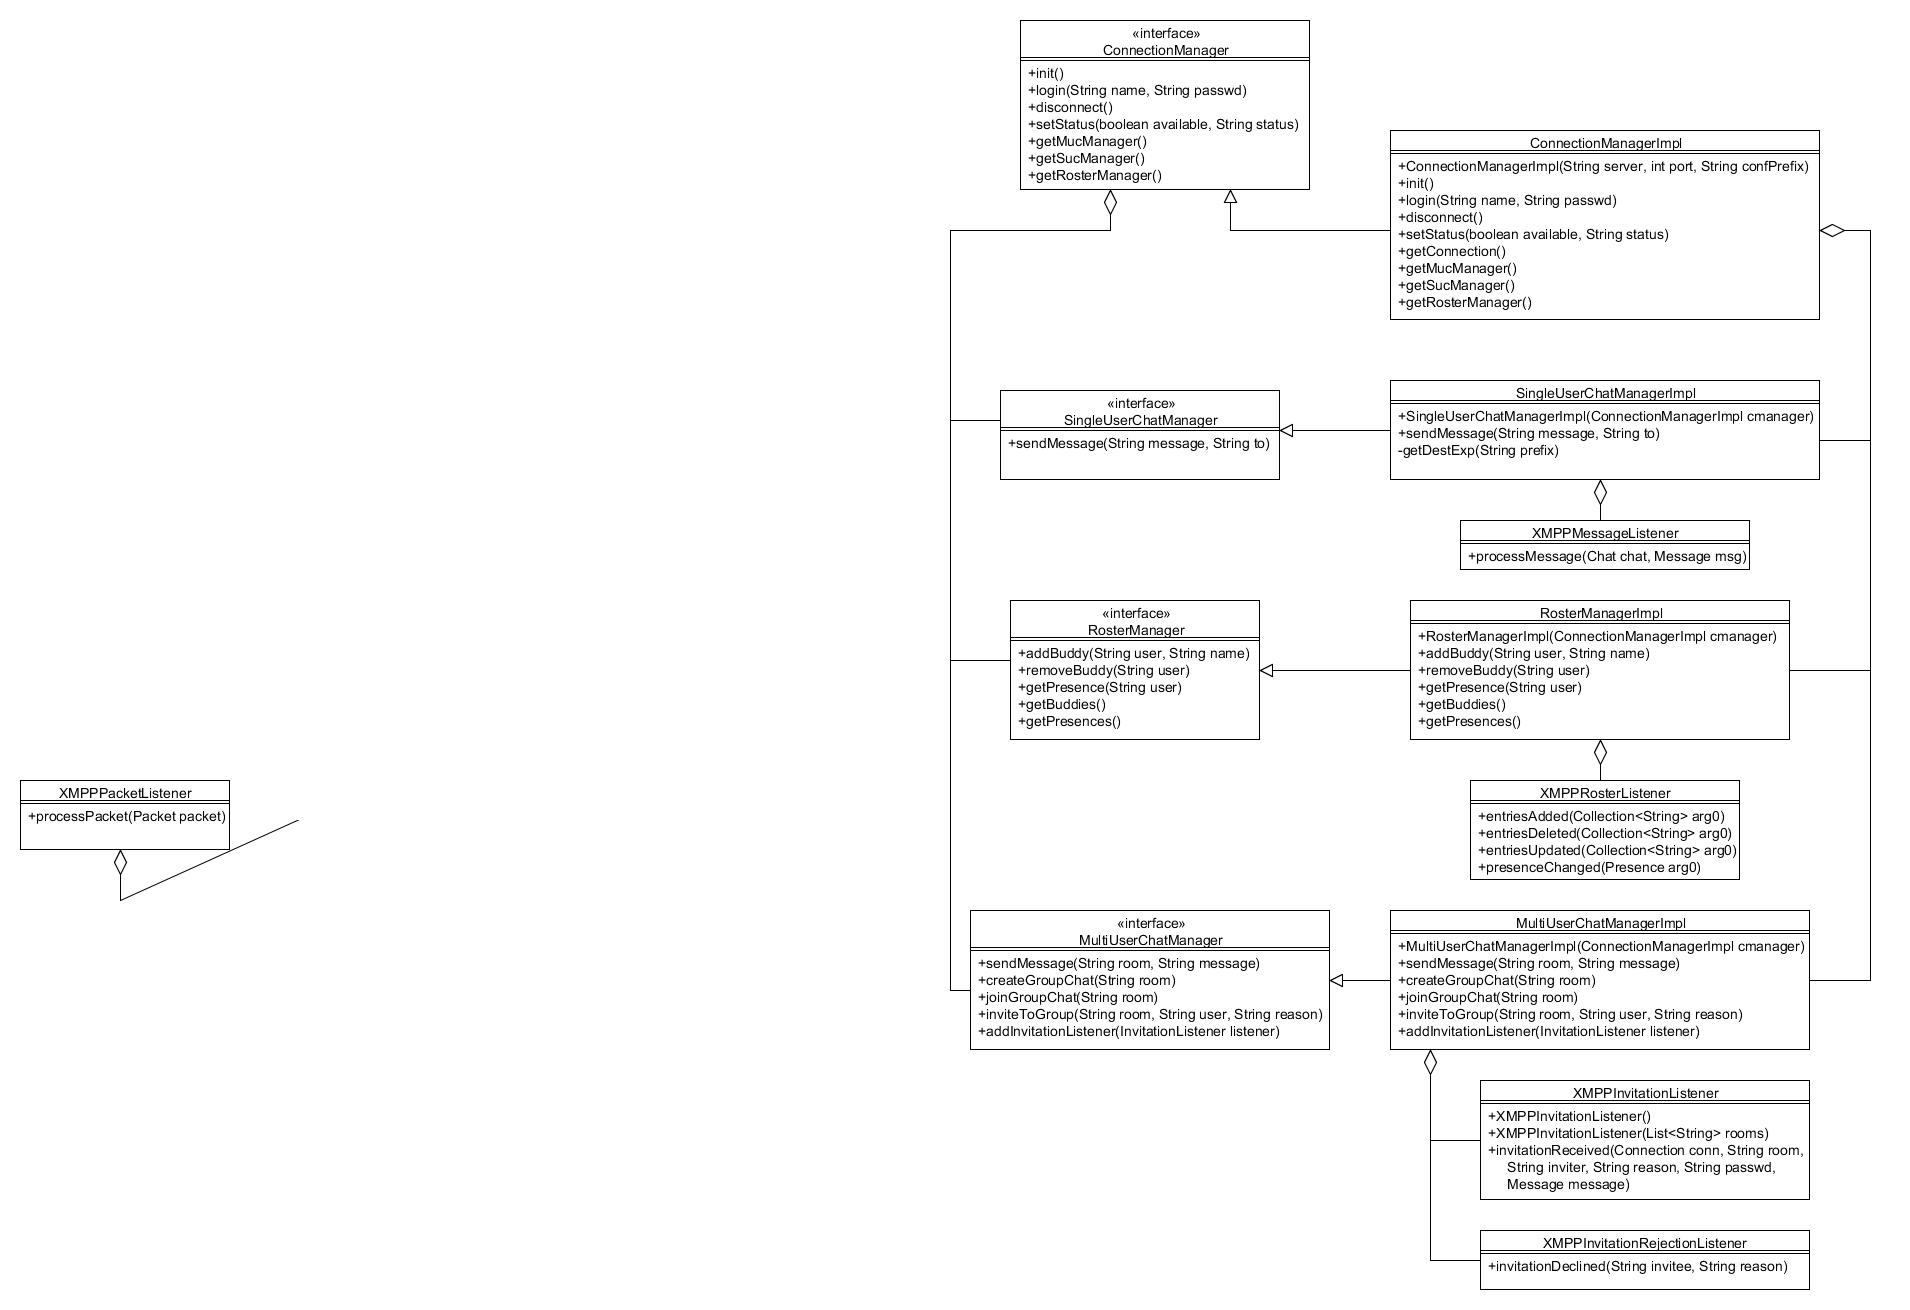 «interface»
ConnectionManager
+init()
+login(String name, String passwd)
+disconnect()
+setStatus(boolean available, String status)
+getMucManager()
+getSucManager()
+getRosterManager()
ConnectionManagerImpl
+ConnectionManagerImpl(String server, int port, String confPrefix)
+init()
+login(String name, String passwd)
+disconnect()
+setStatus(boolean available, String status)
+getConnection()
+getMucManager()
+getSucManager()
+getRosterManager()
«interface»
SingleUserChatManager
+sendMessage(String message, String to)
SingleUserChatManagerImpl
+SingleUserChatManagerImpl(ConnectionManagerImpl cmanager)
+sendMessage(String message, String to)
-getDestExp(String prefix)
XMPPMessageListener
+processMessage(Chat chat, Message msg)
«interface»
RosterManager
+addBuddy(String user, String name)
+removeBuddy(String user)
+getPresence(String user)
+getBuddies()
+getPresences()
RosterManagerImpl
+RosterManagerImpl(ConnectionManagerImpl cmanager)
+addBuddy(String user, String name)
+removeBuddy(String user)
+getPresence(String user)
+getBuddies()
+getPresences()
XMPPPacketListener
+processPacket(Packet packet)
XMPPRosterListener
+entriesAdded(Collection<String> arg0)
+entriesDeleted(Collection<String> arg0)
+entriesUpdated(Collection<String> arg0)
+presenceChanged(Presence arg0)
«interface»
MultiUserChatManager
+sendMessage(String room, String message)
+createGroupChat(String room)
+joinGroupChat(String room)
+inviteToGroup(String room, String user, String reason)
+addInvitationListener(InvitationListener listener)
MultiUserChatManagerImpl
+MultiUserChatManagerImpl(ConnectionManagerImpl cmanager)
+sendMessage(String room, String message)
+createGroupChat(String room)
+joinGroupChat(String room)
+inviteToGroup(String room, String user, String reason)
+addInvitationListener(InvitationListener listener)
XMPPInvitationListener
+XMPPInvitationListener()
+XMPPInvitationListener(List<String> rooms)
+invitationReceived(Connection conn, String room,
String inviter, String reason, String passwd,
Message message)
XMPPInvitationRejectionListener
+invitationDeclined(String invitee, String reason)